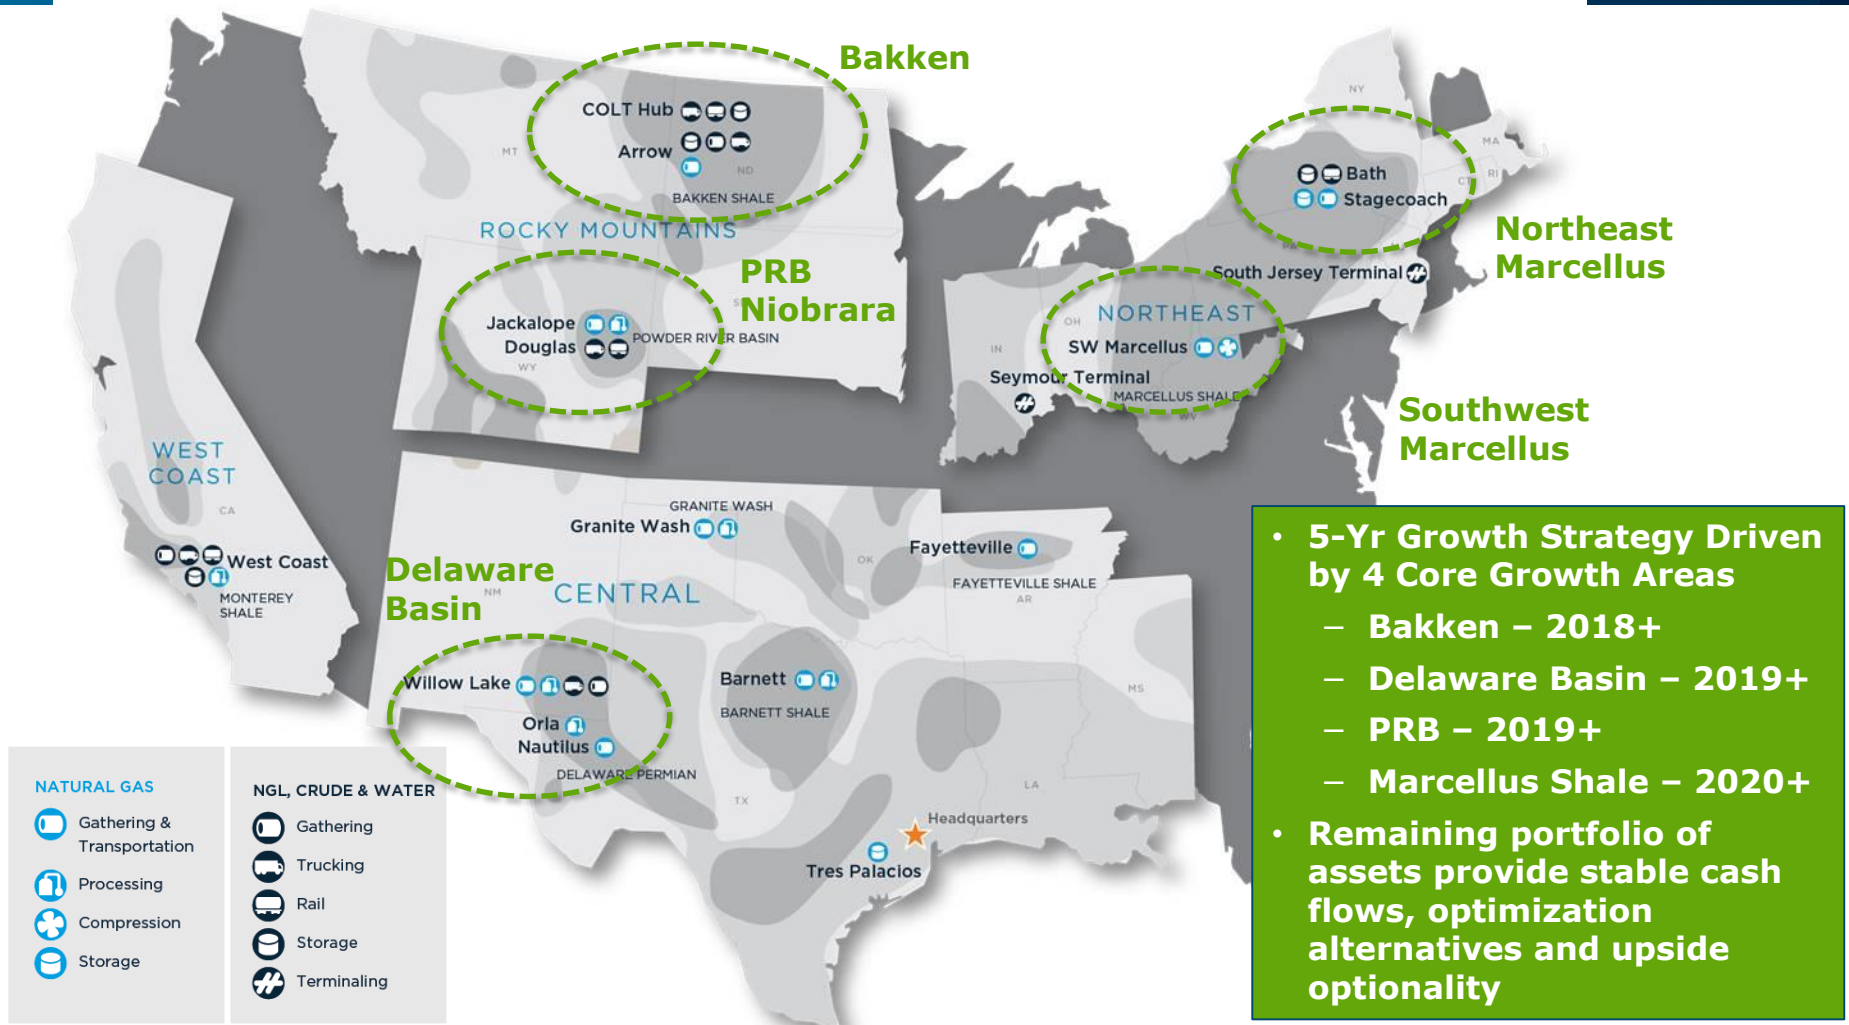 Bakken
COLT Hub
Arrow
MT
ND
BAKKEN SHALE
ROCKY MOUNTAINS
PRB
Niobrara
Jackalope
Douglas
POWDER RIVER BASIN
WY
NY
MA
CT
RI
Bath
Stagecoach
PA
Northeast
Marcellus
South Jersey Terminal
NORTHEAST
OH
IN
SW Marcellus
Seymour Terminal
MARCELLUS SHALE
WV
Southwest
Marcellus
WEST
COAST
CA
West Coast
MONTEREY
SHALE
GRANITE WASH
Granite Wash
OK
Fayetteville
FAYETTEVILLE SHALE
AR
Delaware
Basin
NM
CENTRAL
Willow Lake
Orla
Nautilus
DELAWARE PERMIAN
Barnett
BARNETT SHALE
MS
TX
LA
Headquarters
Tres Palacios
NATURAL GAS
Gathering &
Transportation
Processing
Compression
Storage
NGL, CRUDE & WATER
Gathering
Trucking
Rail
Storage
Terminaling
• 5-Yr Growth Strategy Driven
by 4 Core Growth Areas
– Bakken – 2018+
– Delaware Basin – 2019+
– PRB – 2019+
– Marcellus Shale – 2020+
• Remaining portfolio of
assets provide stable cash
flows, optimization
alternatives and upside
optionality